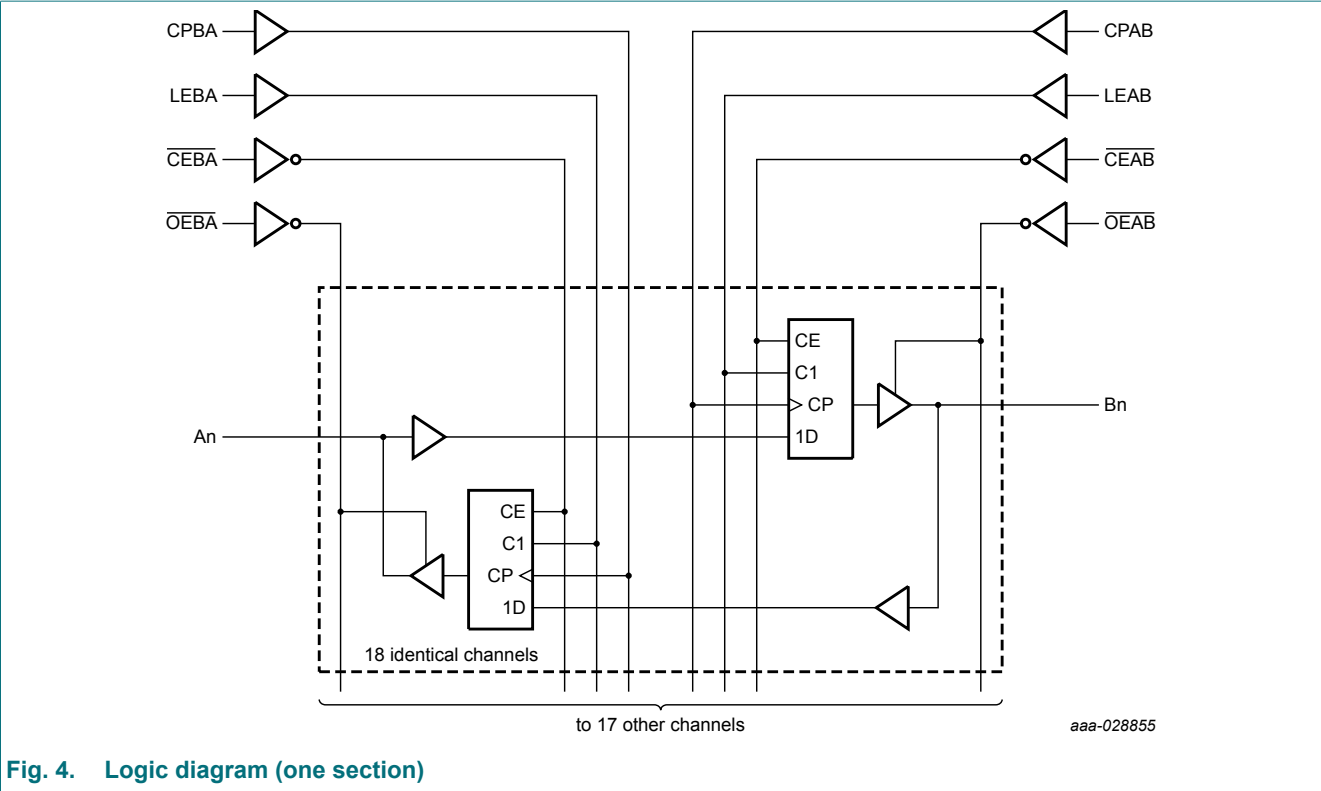 CPBA
CPAB
LEBA
LEAB
CEBA
CEAB
OEBA
OEAB
CE
C1
CP
1D
An
Bn
CE
C1
CP
1D
18 identical channels
to 17 other channels
aaa-028855
Fig. 4. Logic diagram (one section)